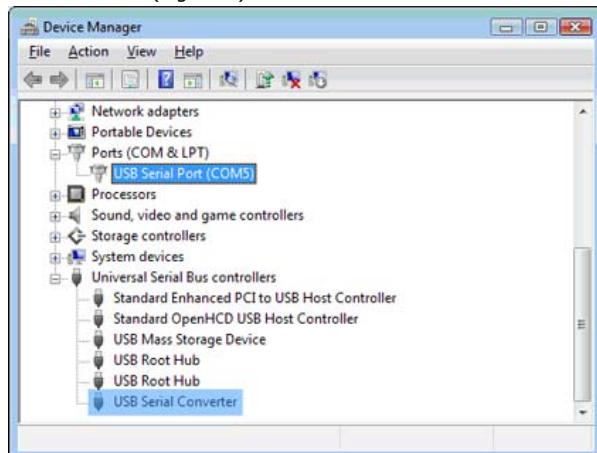 Device Manager
File Action View Help
Network adapters
Portable Devices
Ports (COM & LPT)
USB Serial Port (COM5)
Processors
Sound, video and game controllers
Storage controllers
System devices
Universal Serial Bus controllers
Standard Enhanced PCI to USB Host Controller
Standard OpenHCD USB Host Controller
USB Mass Storage Device
USB Root Hub
USB Root Hub
USB Serial Converter